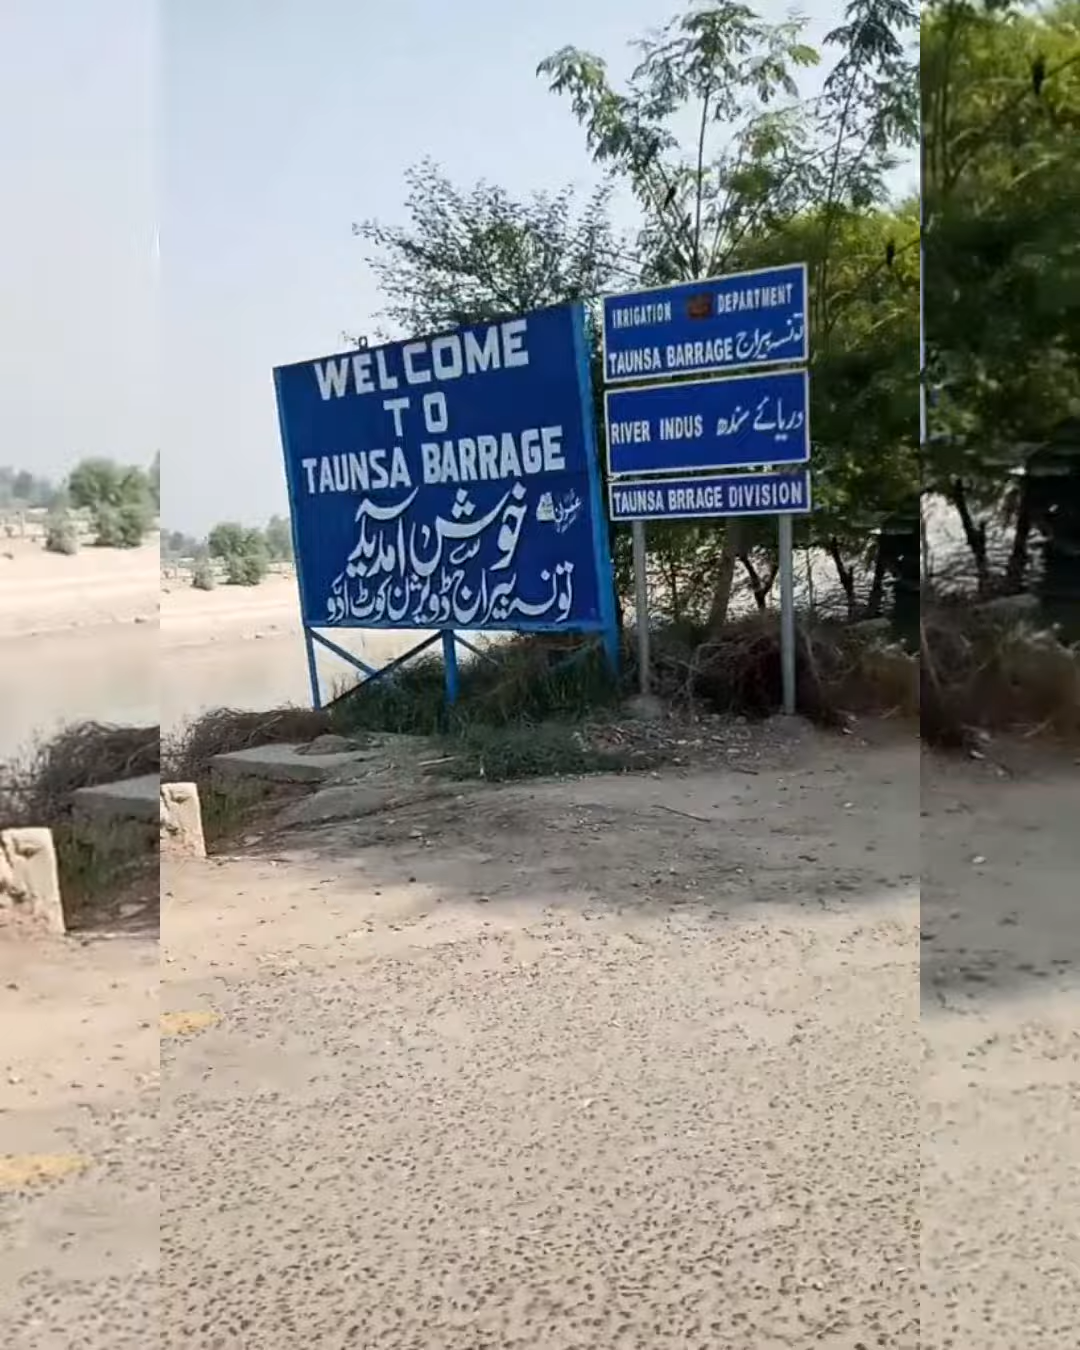 WELCOME
TO
TAUNSA BARRAGE
خوش آمدید
تونسہ بیراج ڈویژن کوٹ ادو
IRRIGATION DEPARTMENT
TAUNSA BARRAGE تونسہ بیراج
RIVER INDUS دریائے سندھ
TAUNSA BRRAGE DIVISION